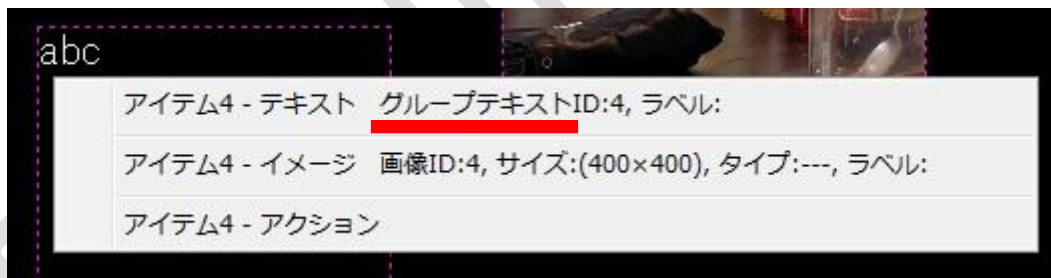 abc
アイテム4 - テキスト グループテキストID:4, ラベル:
アイテム4 - イメージ 画像ID:4, サイズ:(400×400), タイプ:---, ラベル:
アイテム4 - アクション